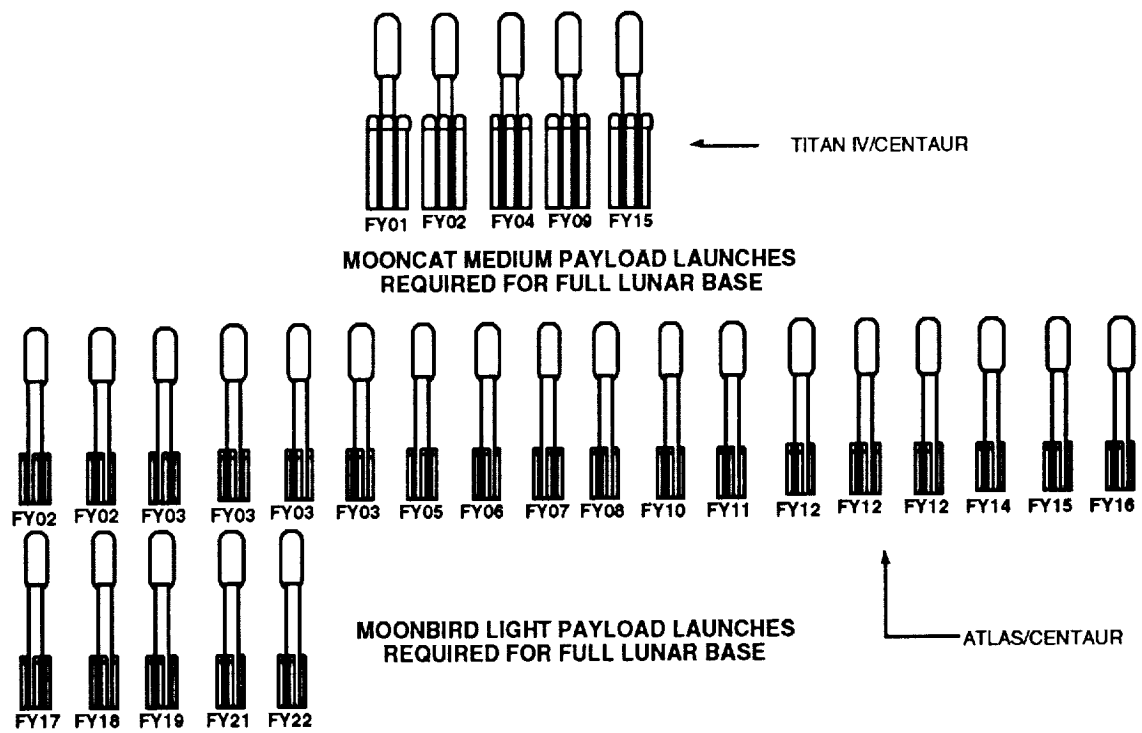 TITAN IV/CENTAUR
FY01 FY02 FY04 FY09 FY15
MOONCAT MEDIUM PAYLOAD LAUNCHES
REQUIRED FOR FULL LUNAR BASE
FY02 FY02 FY03 FY03 FY03 FY03 FY05 FY06 FY07 FY08 FY10 FY11 FY12 FY12 FY12 FY14 FY15 FY16
MOONBIRD LIGHT PAYLOAD LAUNCHES
REQUIRED FOR FULL LUNAR BASE
ATLAS/CENTAUR
FY17 FY18 FY19 FY21 FY22